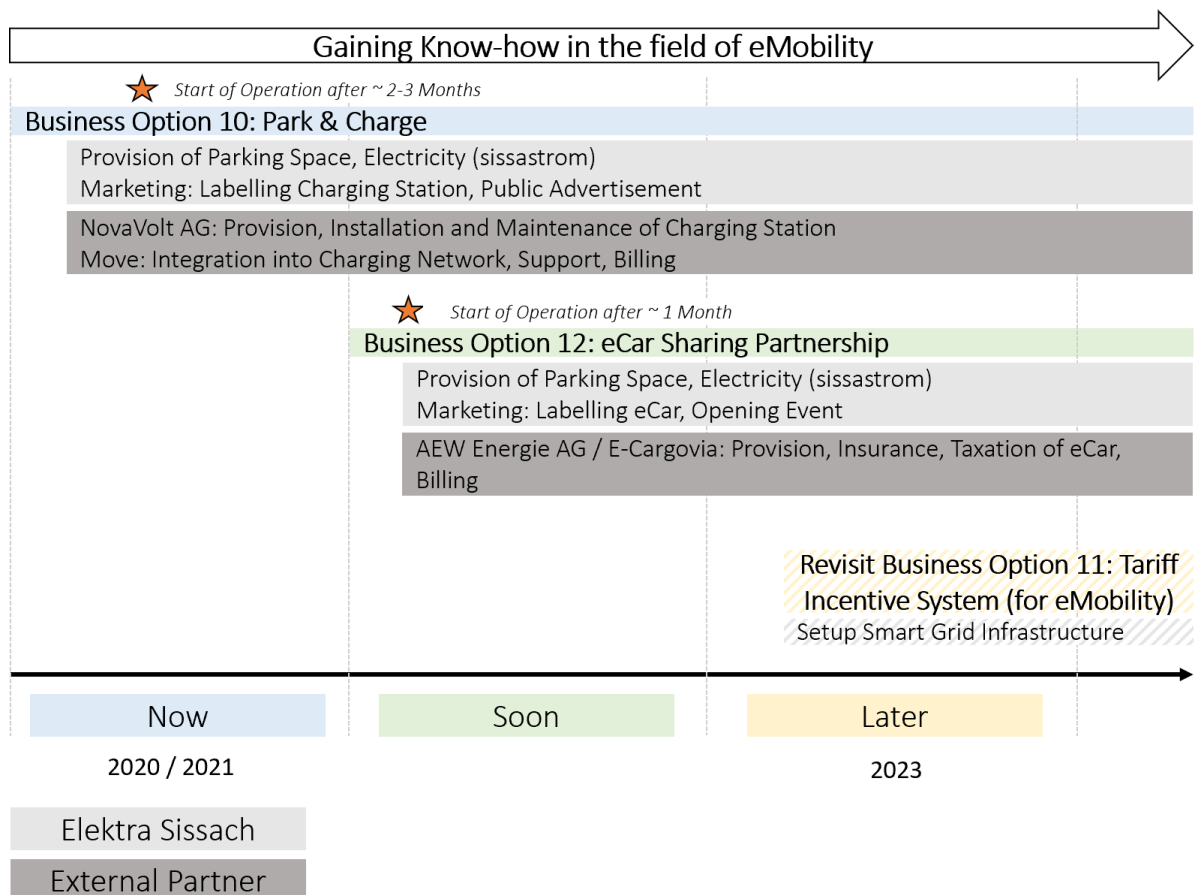 Gaining Know-how in the field of eMobility
Start of Operation after ~ 2-3 Months
Business Option 10: Park & Charge
Provision of Parking Space, Electricity (sissastrom)
Marketing: Labelling Charging Station, Public Advertisement
NovaVolt AG: Provision, Installation and Maintenance of Charging Station
Move: Integration into Charging Network, Support, Billing
Start of Operation after ~ 1 Month
Business Option 12: eCar Sharing Partnership
Provision of Parking Space, Electricity (sissastrom)
Marketing: Labelling eCar, Opening Event
AEW Energie AG / E-Cargovia: Provision, Insurance, Taxation of eCar,
Billing
Revisit Business Option 11: Tariff
Incentive System (for eMobility)
Setup Smart Grid Infrastructure
Now
Soon
Later
2020 / 2021
2023
Elektra Sissach
External Partner